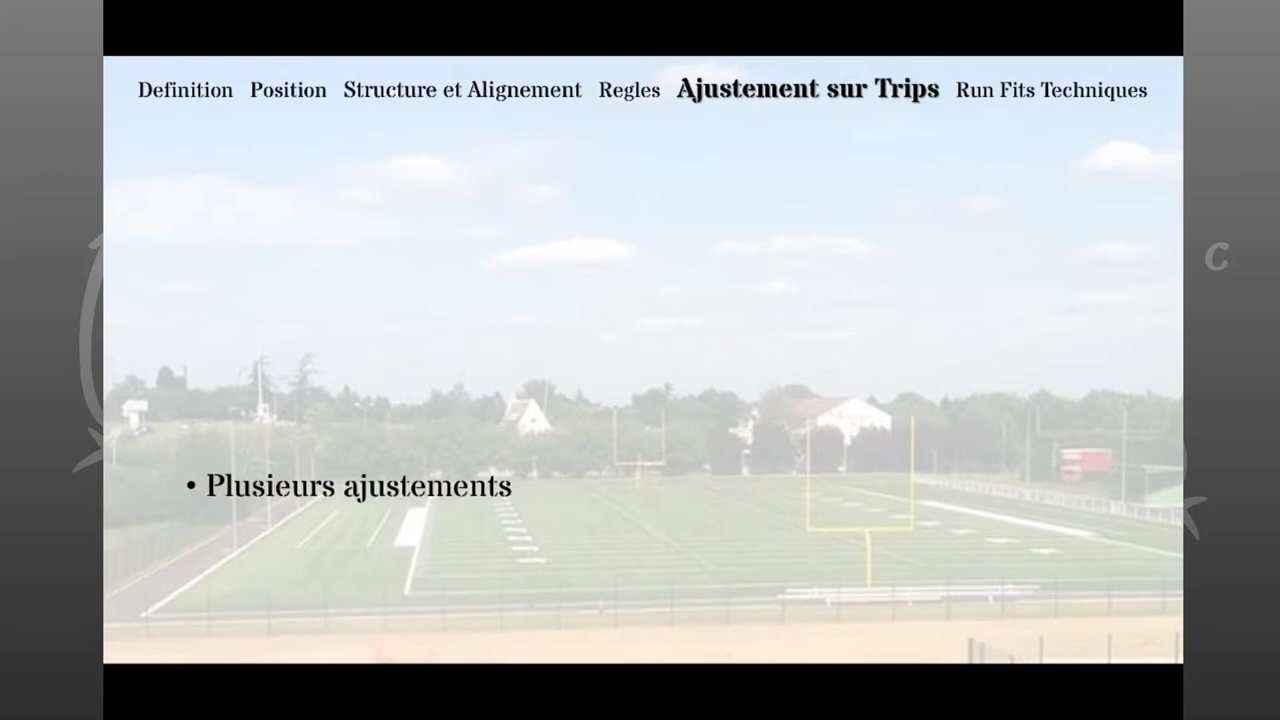 Definition Position Structure et Alignement Regles Ajustement sur Trips Run Fits Techniques
C
• Plusieurs ajustements